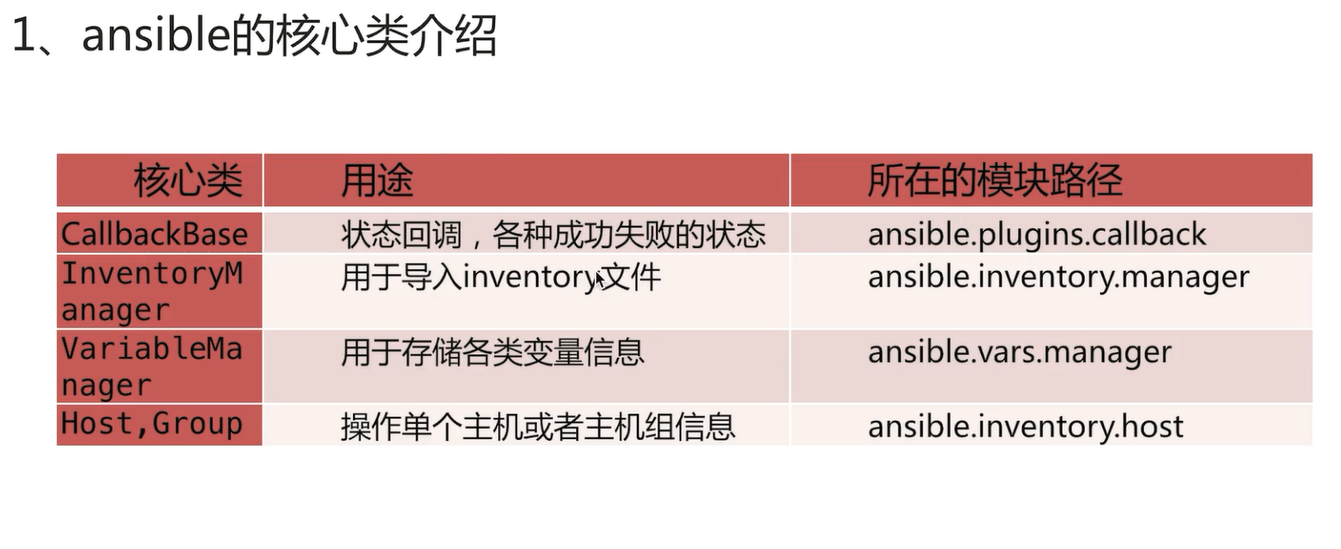 1、ansible的核心类介绍
核心类 用途 所在的模块路径
CallbackBase 状态回调，各种成功失败的状态 ansible.plugins.callback
InventoryM 用于导入inventory文件 ansible.inventory.manager
anager
VariableMa 用于存储各类变量信息 ansible.vars.manager
nager
Host,Group 操作单个主机或者主机组信息 ansible.inventory.host